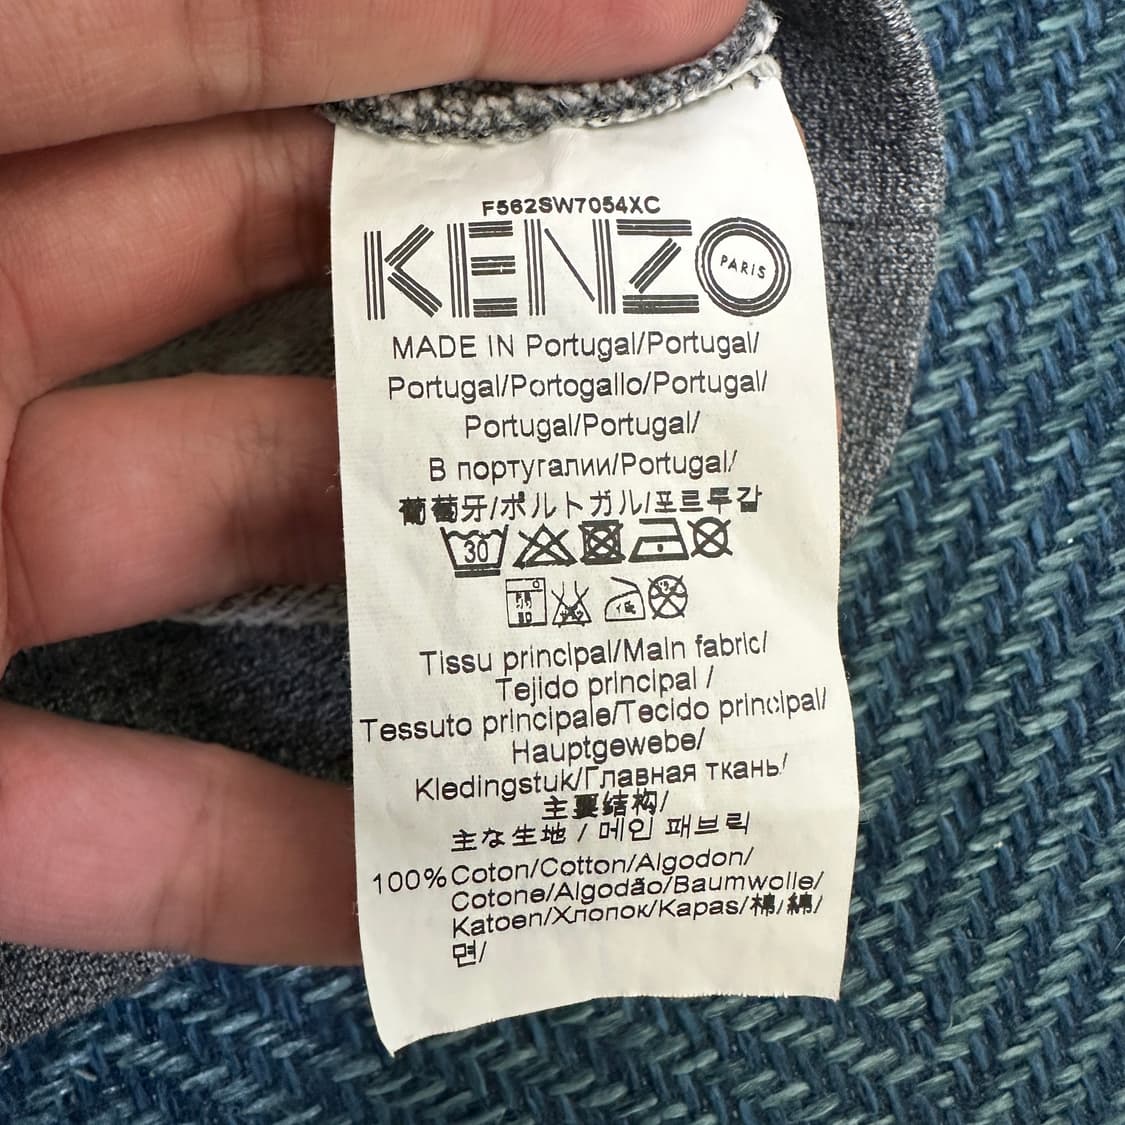 F562SW7054XC
KENZO
PARIS
MADE IN Portugal/Portugal/
Portugal/Portogallo/Portugal/
Portugal/Portugal/
В португалии/Portugal/
葡萄牙/ポルトガル/포르투갈
30
Tissu principal/Main fabric/
Tejido principal /
Tessuto principale/Tecido principal/
Hauptgewebe/
Kledingstuk/Главная ткань/
主要结构/
主な生地 / 메인 패브릭
100% Coton/Cotton/Algodon/
Cotone/Algodão/Baumwolle/
Katoen/Хлопок/Kapas/棉/綿/
면/